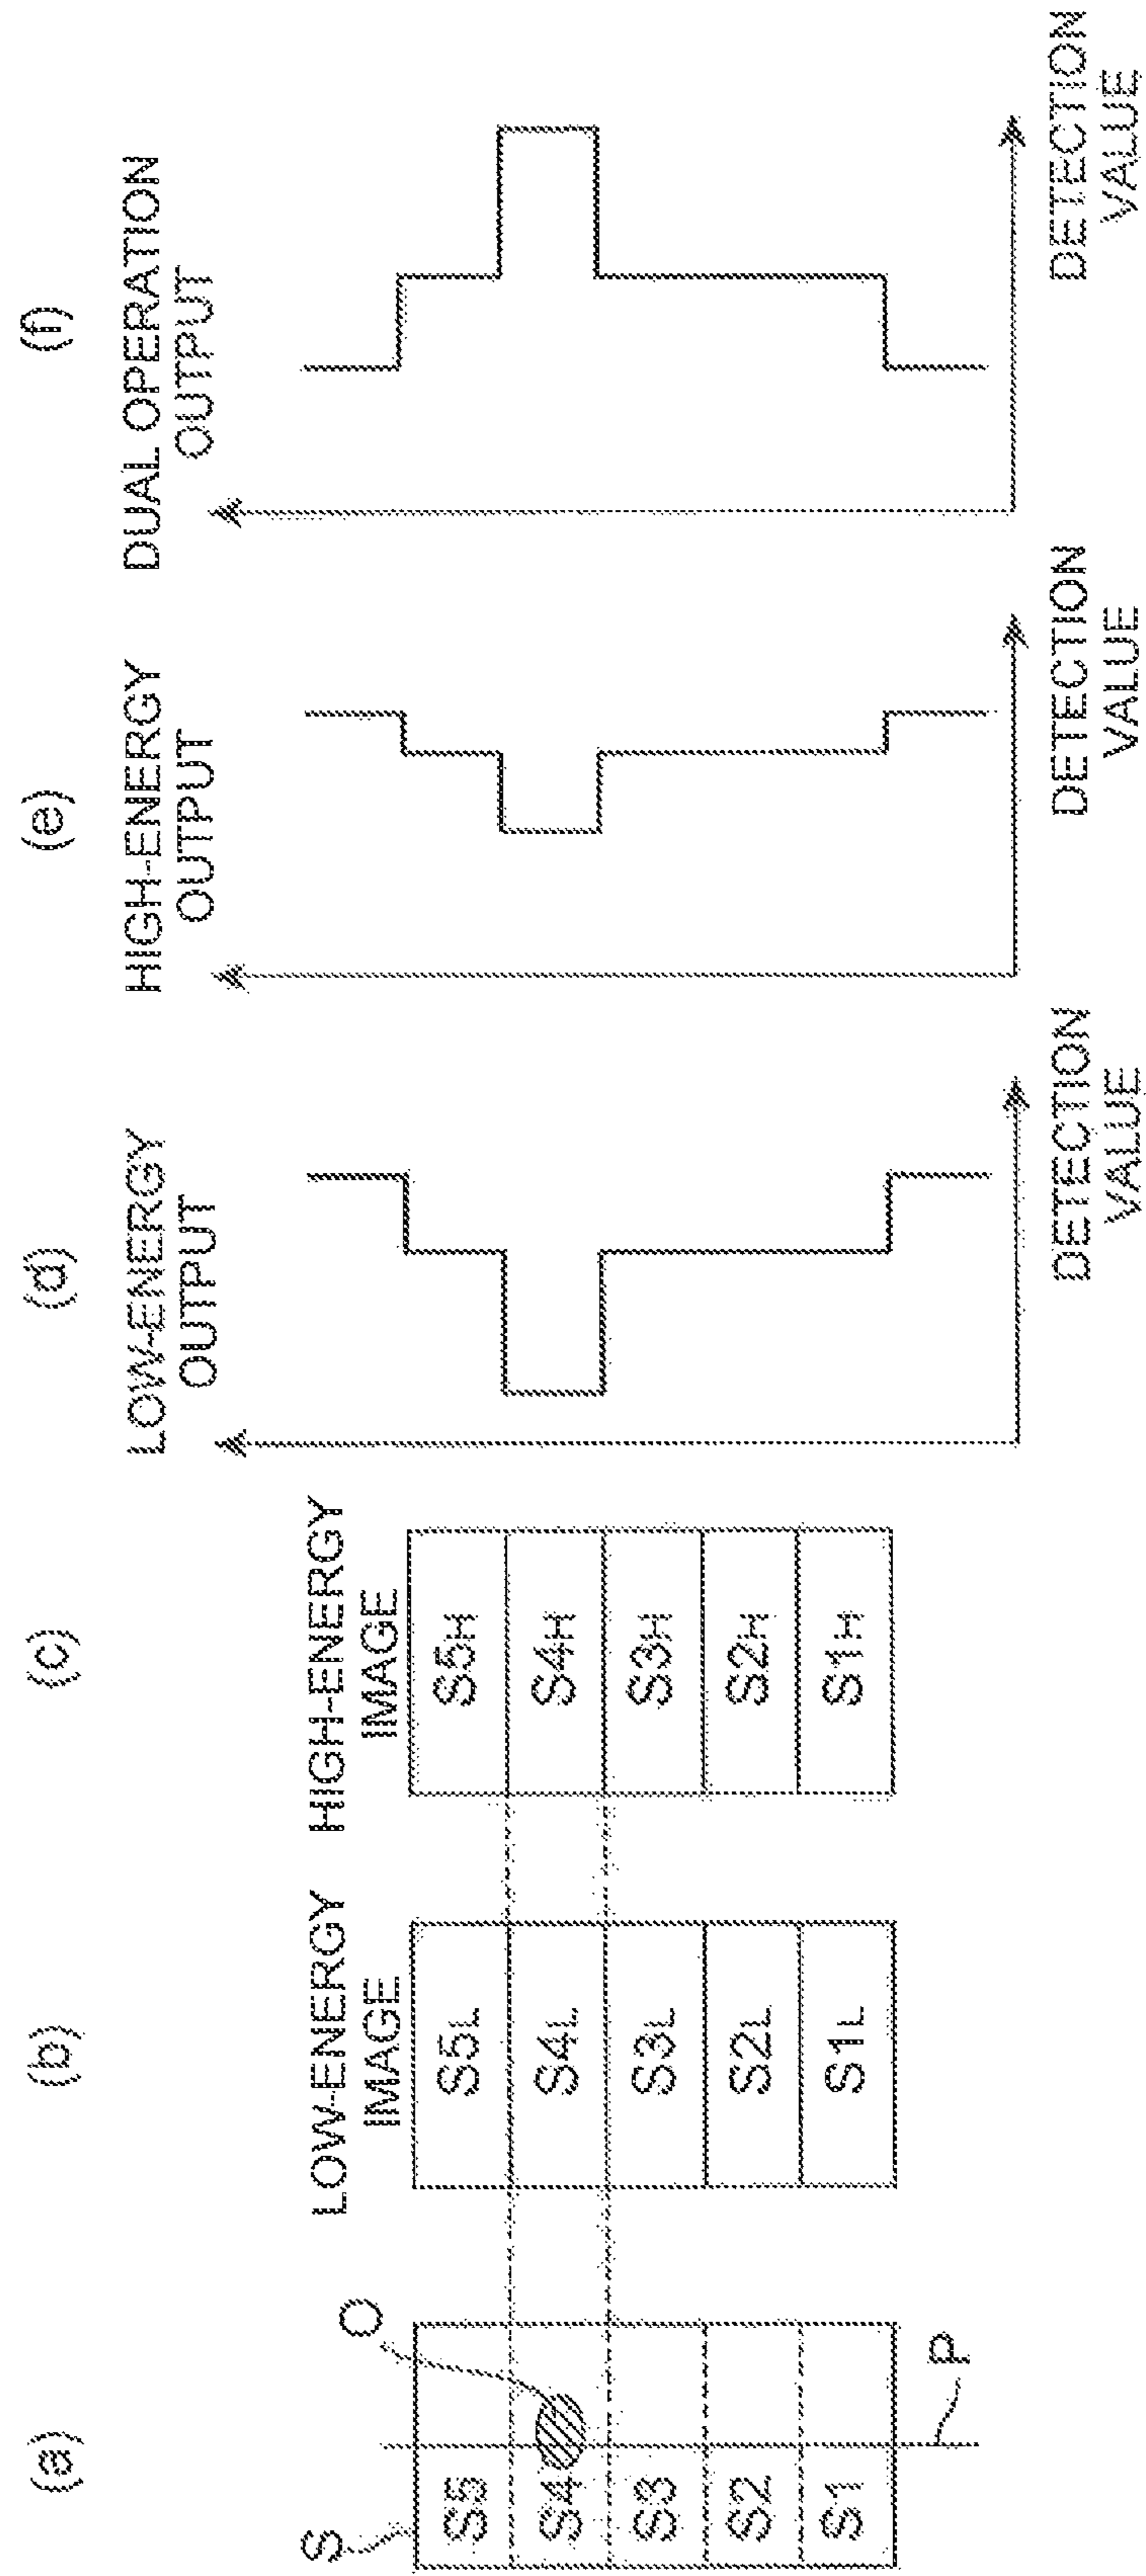 (a)
S
S5
S4
S3
S2
S1
O
P
(b)
LOW-ENERGY
IMAGE
S5L
S4L
S3L
S2L
S1L
(c)
HIGH-ENERGY
IMAGE
S5H
S4H
S3H
S2H
S1H
(d)
LOW-ENERGY
OUTPUT
DETECTION
VALUE
(e)
HIGH-ENERGY
OUTPUT
DETECTION
VALUE
(f)
DUAL OPERATION
OUTPUT
DETECTION
VALUE